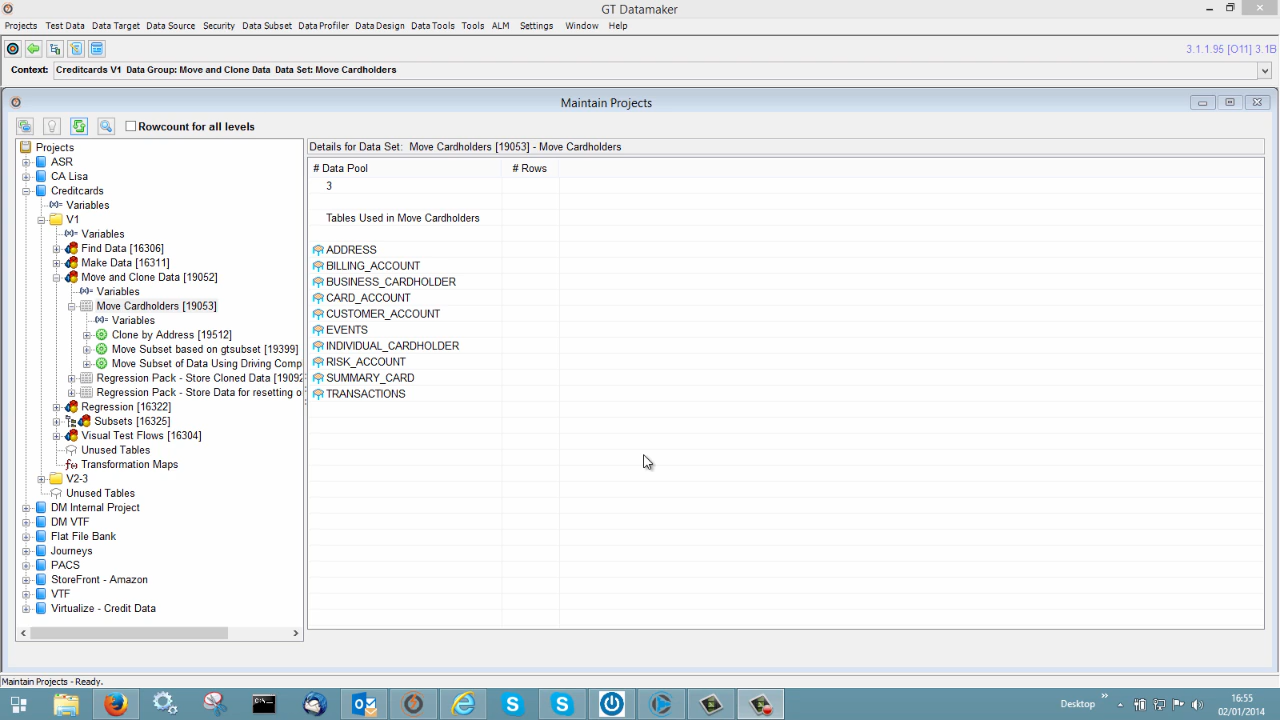 GT Datamaker
Projects Test Data Data Target Data Source Security Data Subset Data Profiler Data Design Data Tools Tools ALM Settings Window Help
3.1.1.95 [O11] 3.1B
Context: Creditcards V1 Data Group: Move and Clone Data Data Set: Move Cardholders
Maintain Projects
Rowcount for all levels
Projects
ASR
CA Lisa
Creditcards
(x)= Variables
V1
(x)= Variables
Find Data [16306]
Make Data [16311]
Move and Clone Data [19052]
(x)= Variables
Move Cardholders [19053]
(x)= Variables
Clone by Address [19512]
Move Subset based on gtsubset [19399]
Move Subset of Data Using Driving Comp
Regression Pack - Store Cloned Data [19092
Regression Pack - Store Data for resetting o
Regression [16322]
Subsets [16325]
Visual Test Flows [16304]
Unused Tables
f(x) Transformation Maps
V2-3
Unused Tables
DM Internal Project
DM VTF
Flat File Bank
Journeys
PACS
StoreFront - Amazon
VTF
Virtualize - Credit Data
Details for Data Set: Move Cardholders [19053] - Move Cardholders
# Data Pool # Rows
3
Tables Used in Move Cardholders
ADDRESS
BILLING_ACCOUNT
BUSINESS_CARDHOLDER
CARD_ACCOUNT
CUSTOMER_ACCOUNT
EVENTS
INDIVIDUAL_CARDHOLDER
RISK_ACCOUNT
SUMMARY_CARD
TRANSACTIONS
Maintain Projects - Ready.
Desktop
16:55
02/01/2014